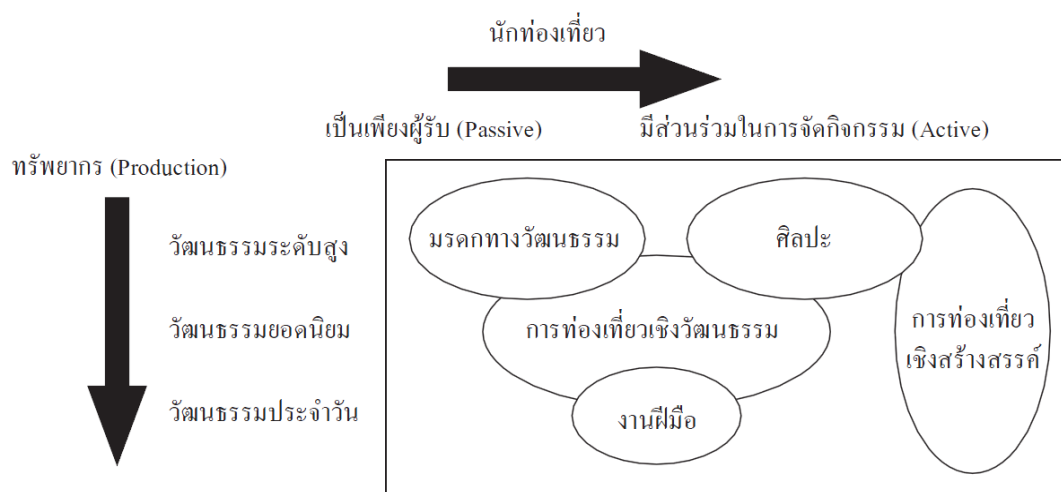 นักท่องเที่ยว
เป็นเพียงผู้รับ (Passive)
มีส่วนร่วมในการจัดกิจกรรม (Active)
ทรัพยากร (Production)
วัฒนธรรมระดับสูง
วัฒนธรรมยอดนิยม
วัฒนธรรมประจำวัน
มรดกทางวัฒนธรรม
ศิลปะ
การท่องเที่ยวเชิงวัฒนธรรม
การท่องเที่ยว
เชิงสร้างสรรค์
งานฝีมือ